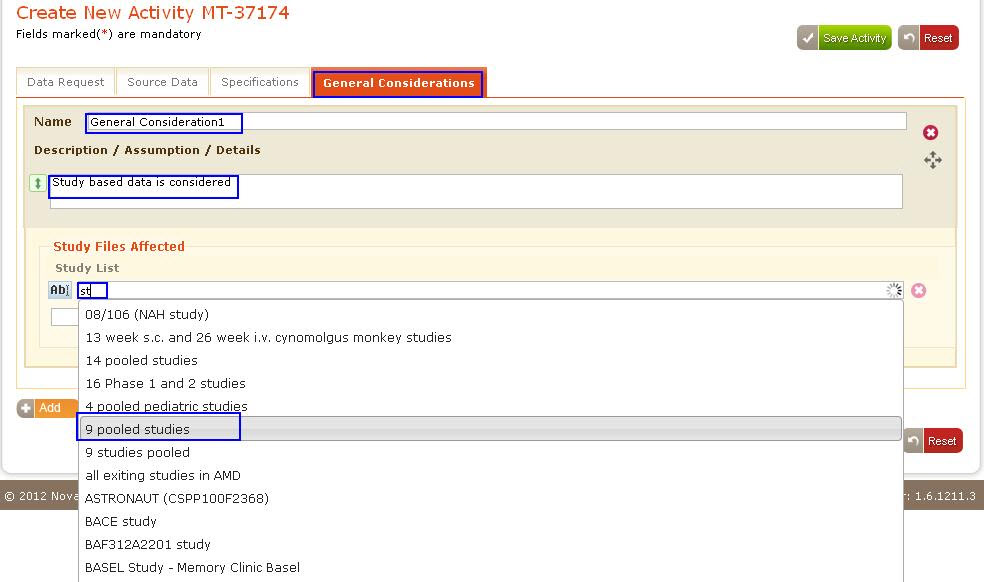 Create New Activity MT-37174
Fields marked(*) are mandatory
Save Activity
Reset
Data Request
Source Data
Specifications
General Considerations
Name
General Consideration1
Description / Assumption / Details
Study based data is considered
Study Files Affected
Study List
Ab
st
08/106 (NAH study)
13 week s.c. and 26 week i.v. cynomolgus monkey studies
14 pooled studies
16 Phase 1 and 2 studies
4 pooled pediatric studies
Add
9 pooled studies
Reset
9 studies pooled
all exiting studies in AMD
© 2012 Nova
ASTRONAUT (CSPP100F2368)
r: 1.6.1211.3
BACE study
BAF312A2201 study
BASEL Study - Memory Clinic Basel